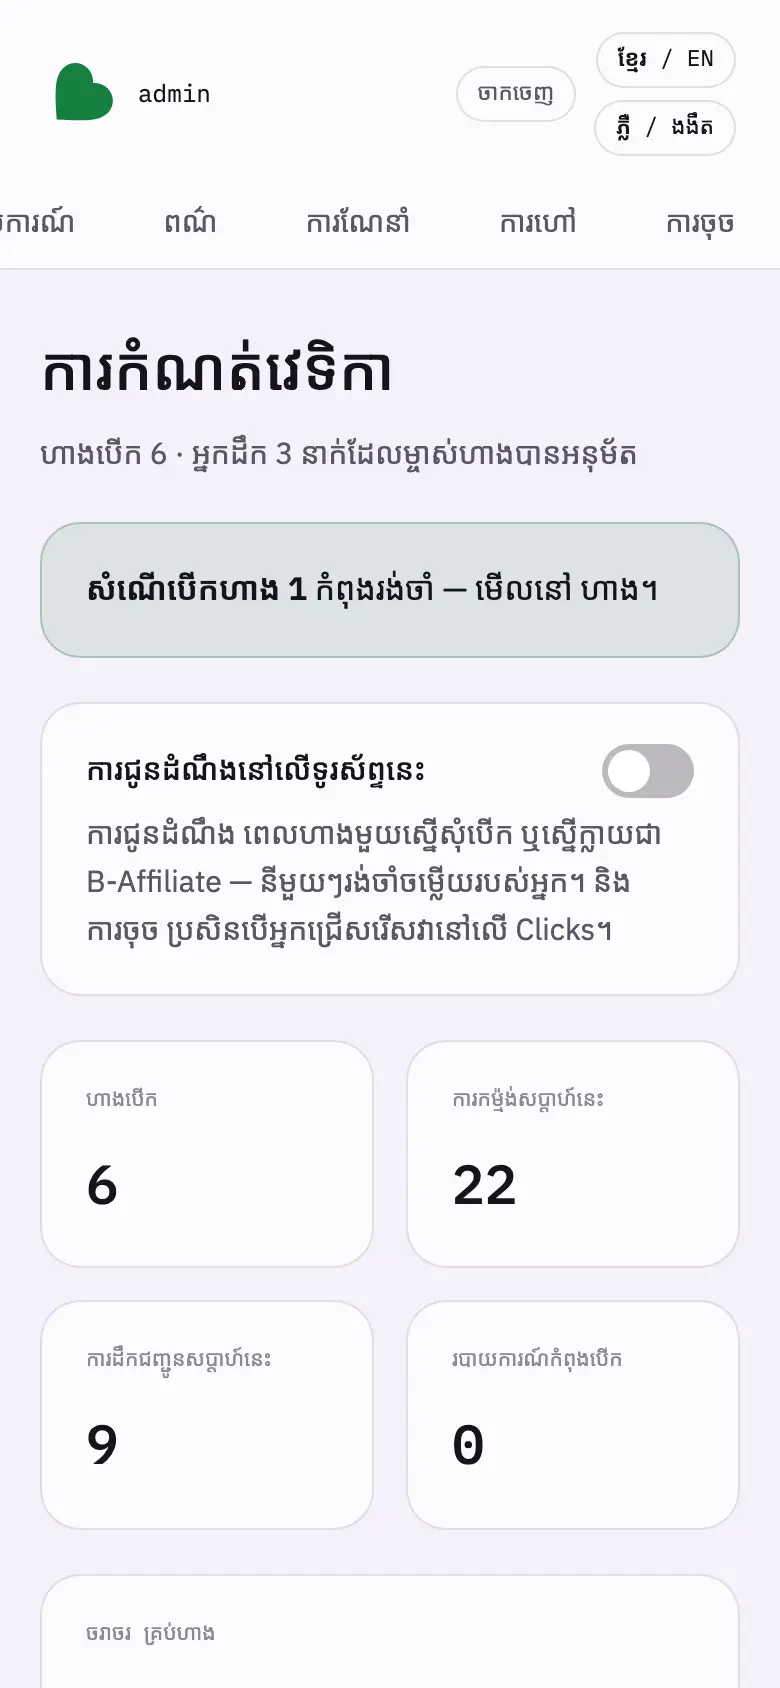 admin
ចាកចេញ
ខ្មែរ / EN
ភ្លឺ / ងងឹត
ការណ៍
ពណ៌
ការណែនាំ
ការហៅ
ការចុច
ការកំណត់វេទិកា
ហាងបើក 6 · អ្នកដឹក 3 នាក់ដែលម្ចាស់ហាងបានអនុម័ត
សំណើបើកហាង 1 កំពុងរង់ចាំ — មើលនៅ ហាង។
ការជូនដំណឹងនៅលើទូរស័ព្ទនេះ
ការជូនដំណឹង ពេលហាងមួយស្នើសុំបើក ឬស្នើក្លាយជា
B-Affiliate — នីមួយៗរង់ចាំចម្លើយរបស់អ្នក។ និង
ការចុច ប្រសិនបើអ្នកជ្រើសរើសវានៅលើ Clicks។
ហាងបើក
6
ការកម្ម៉ង់សប្ដាហ៍នេះ
22
ការដឹកជញ្ជូនសប្ដាហ៍នេះ
9
របាយការណ៍កំពុងបើក
0
ចរាចរ គ្រប់ហាង